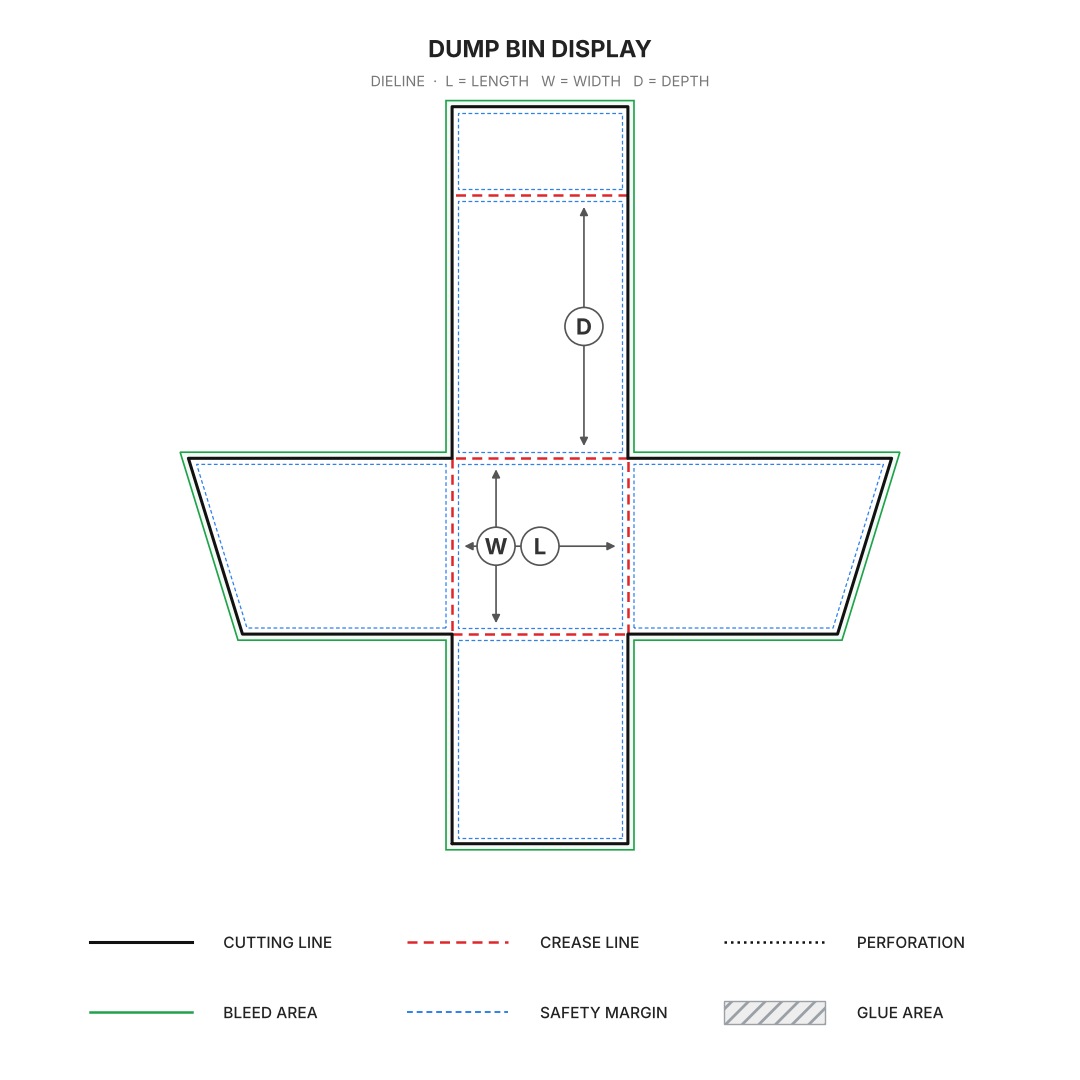 DUMP BIN DISPLAY
DIELINE · L = LENGTH W = WIDTH D = DEPTH
D
W L
CUTTING LINE
CREASE LINE
PERFORATION
BLEED AREA
SAFETY MARGIN
GLUE AREA